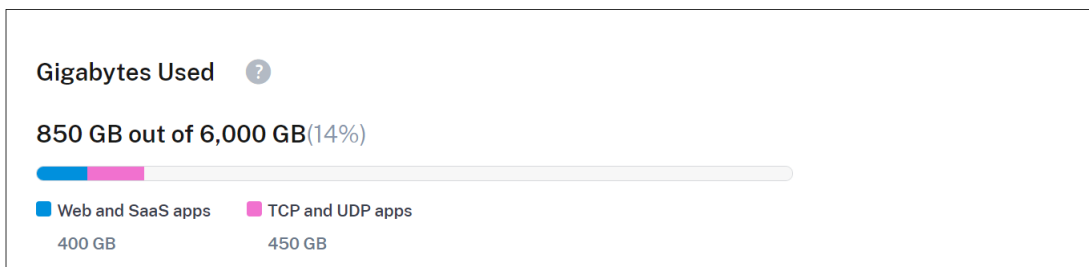 Gigabytes Used ?
850 GB out of 6,000 GB(14%)
Web and SaaS apps TCP and UDP apps
400 GB 450 GB